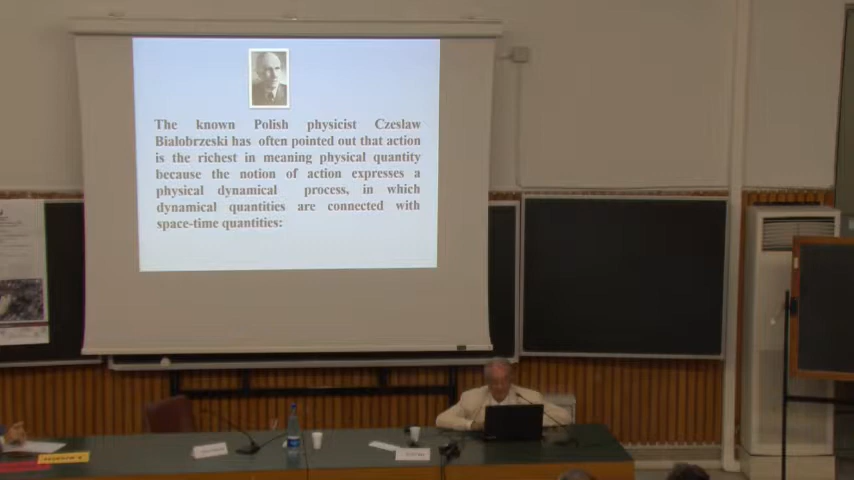 The known Polish physicist Czeslaw
Bialobrzeski has often pointed out that action
is the richest in meaning physical quantity
because the notion of action expresses a
physical dynamical process, in which
dynamical quantities are connected with
space-time quantities: